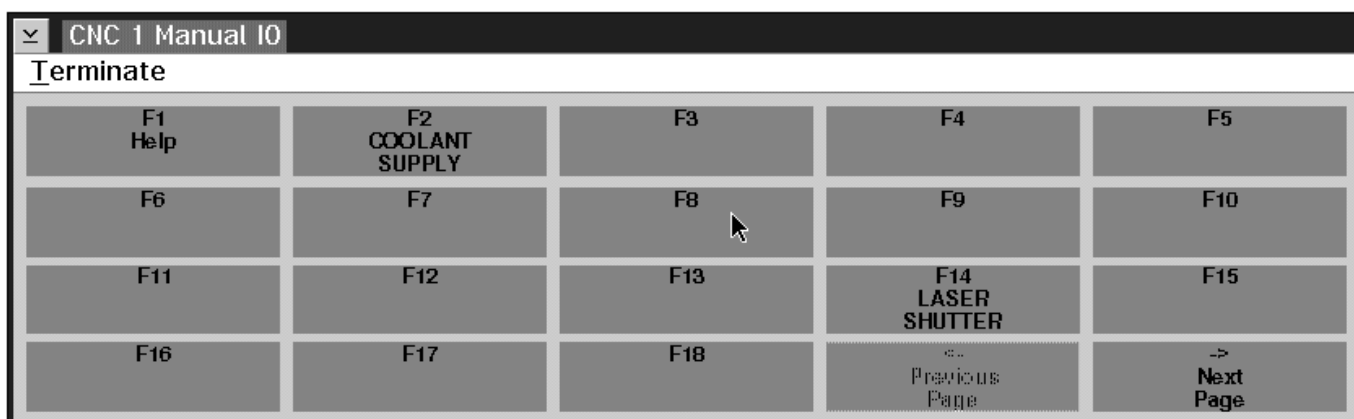 CNC 1 Manual IO
Terminate
F1
Help
F2
COOLANT
SUPPLY
F3
F4
F5
F6
F7
F8
F9
F10
F11
F12
F13
F14
LASER
SHUTTER
F15
F16
F17
F18
<-
Previous
Page
->
Next
Page